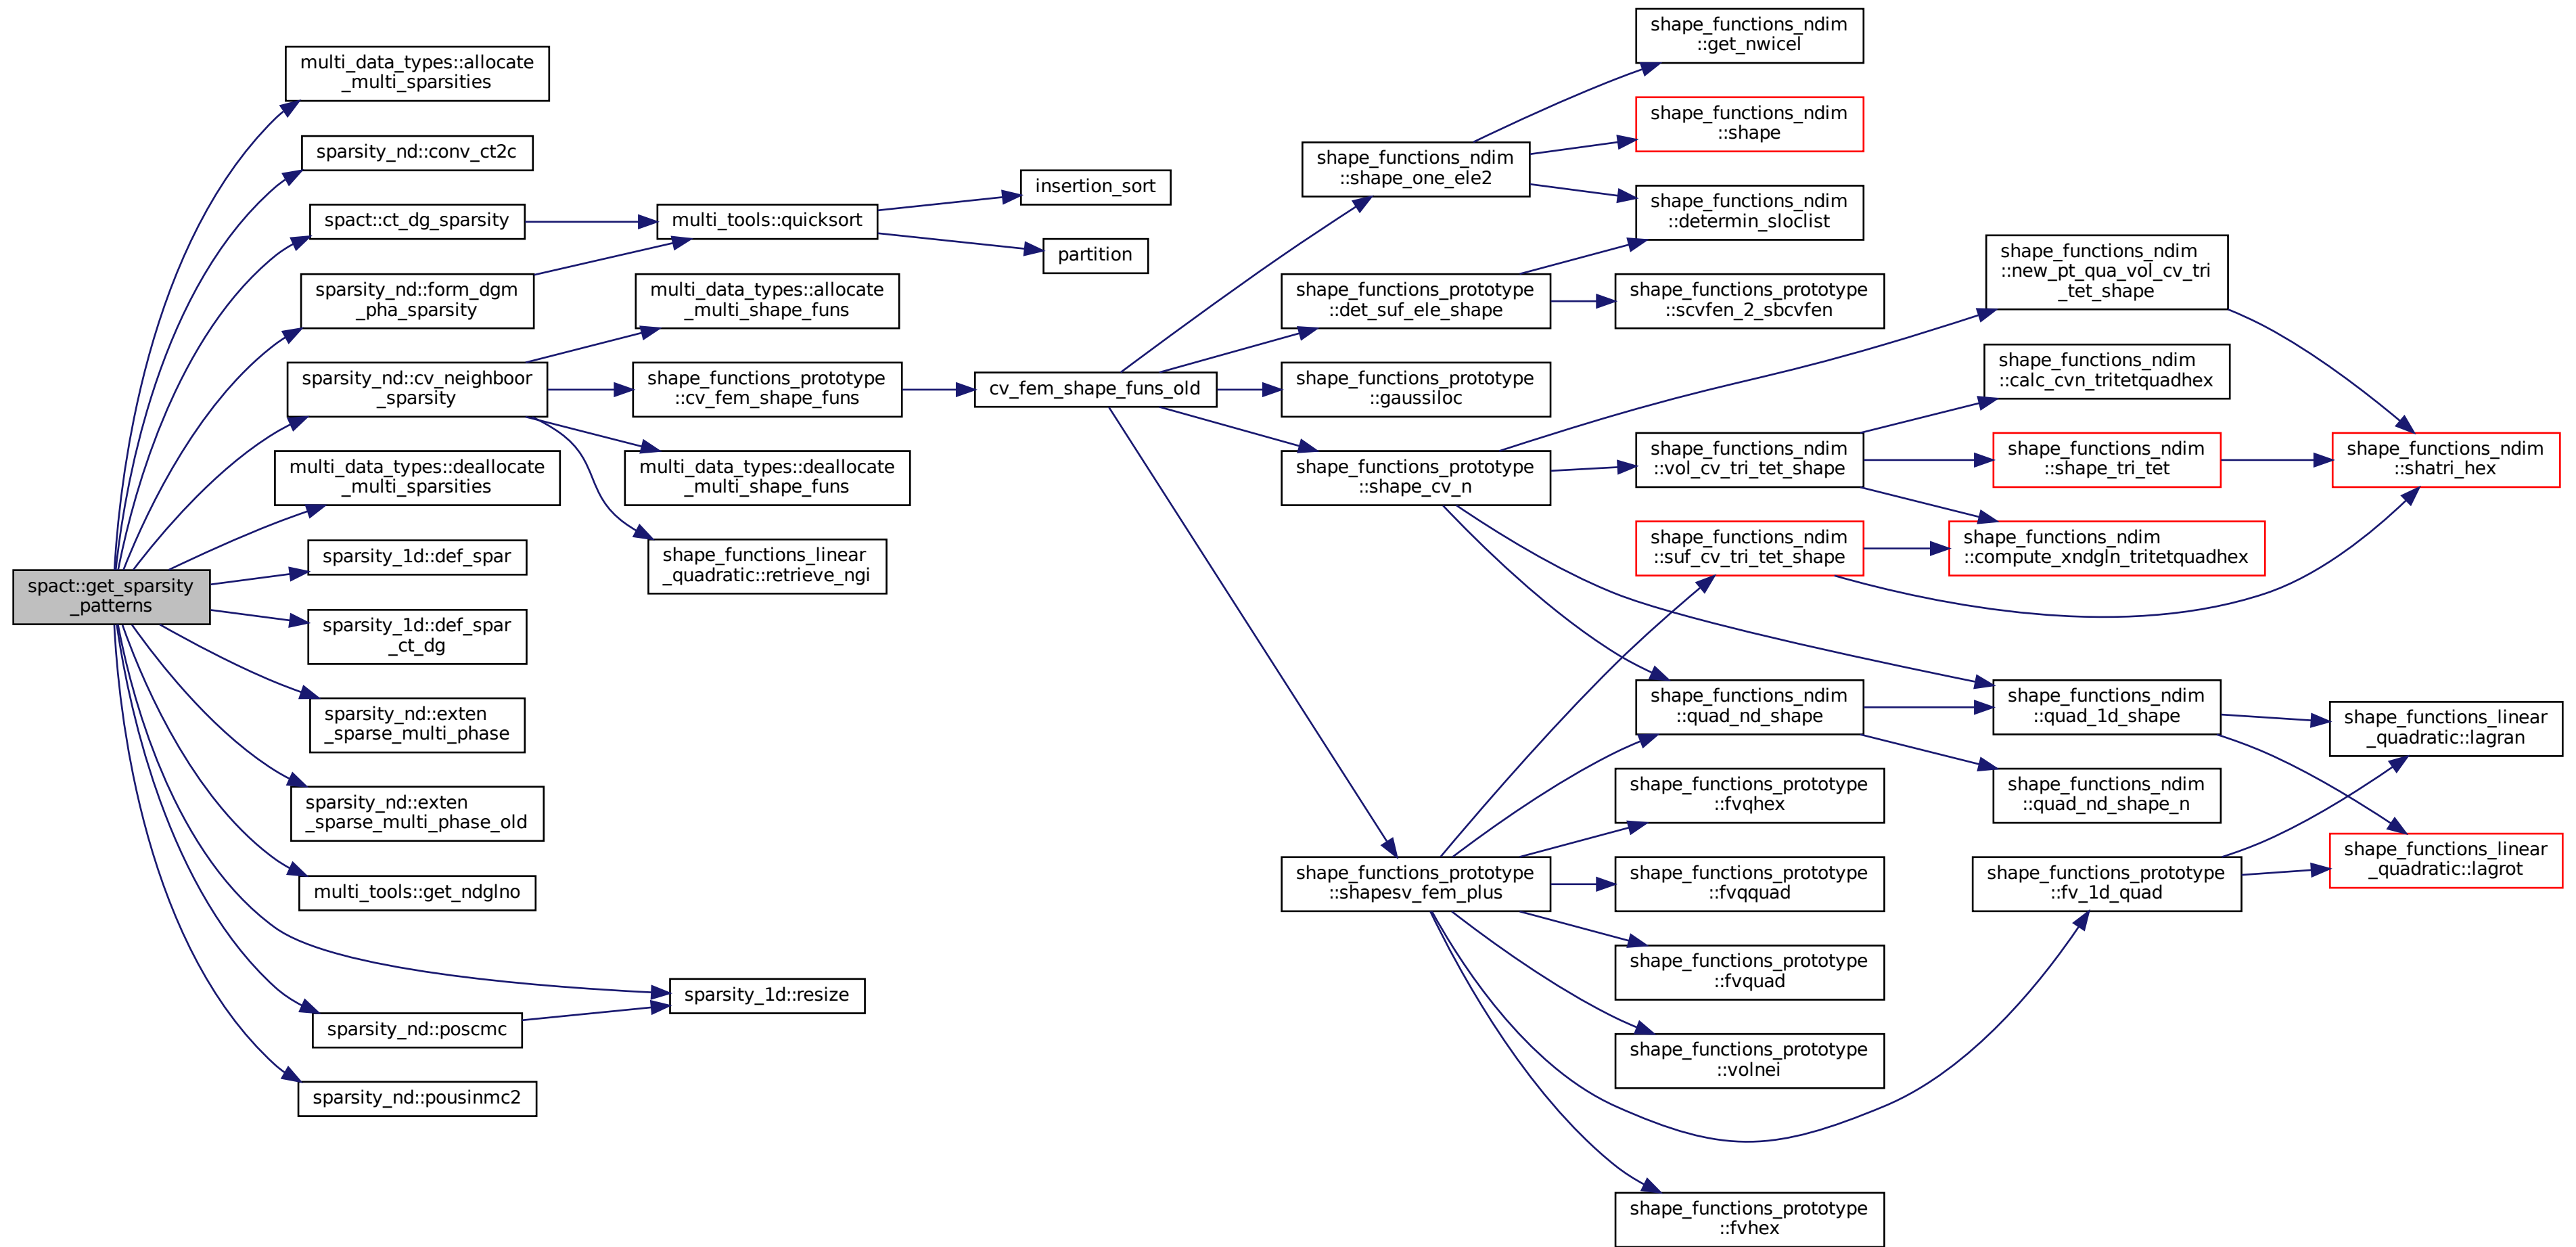 spact::get_sparsity
_patterns
multi_data_types::allocate
_multi_sparsities
sparsity_nd::conv_ct2c
spact::ct_dg_sparsity
sparsity_nd::form_dgm
_pha_sparsity
sparsity_nd::cv_neighboor
_sparsity
multi_data_types::deallocate
_multi_sparsities
sparsity_1d::def_spar
sparsity_1d::def_spar
_ct_dg
sparsity_nd::exten
_sparse_multi_phase
sparsity_nd::exten
_sparse_multi_phase_old
multi_tools::get_ndglno
sparsity_nd::poscmc
sparsity_nd::pousinmc2
multi_tools::quicksort
multi_data_types::allocate
_multi_shape_funs
shape_functions_prototype
::cv_fem_shape_funs
multi_data_types::deallocate
_multi_shape_funs
shape_functions_linear
_quadratic::retrieve_ngi
sparsity_1d::resize
insertion_sort
partition
cv_fem_shape_funs_old
shape_functions_ndim
::shape_one_ele2
shape_functions_prototype
::det_suf_ele_shape
shape_functions_prototype
::gaussiloc
shape_functions_prototype
::shape_cv_n
shape_functions_prototype
::shapesv_fem_plus
shape_functions_ndim
::get_nwicel
shape_functions_ndim
::shape
shape_functions_ndim
::determin_sloclist
shape_functions_prototype
::scvfen_2_sbcvfen
shape_functions_ndim
::vol_cv_tri_tet_shape
shape_functions_ndim
::suf_cv_tri_tet_shape
shape_functions_ndim
::quad_nd_shape
shape_functions_prototype
::fvqhex
shape_functions_prototype
::fvqquad
shape_functions_prototype
::fvquad
shape_functions_prototype
::volnei
shape_functions_prototype
::fvhex
shape_functions_ndim
::new_pt_qua_vol_cv_tri
_tet_shape
shape_functions_ndim
::calc_cvn_tritetquadhex
shape_functions_ndim
::shape_tri_tet
shape_functions_ndim
::compute_xndgln_tritetquadhex
shape_functions_ndim
::quad_1d_shape
shape_functions_ndim
::quad_nd_shape_n
shape_functions_prototype
::fv_1d_quad
shape_functions_ndim
::shatri_hex
shape_functions_linear
_quadratic::lagran
shape_functions_linear
_quadratic::lagrot